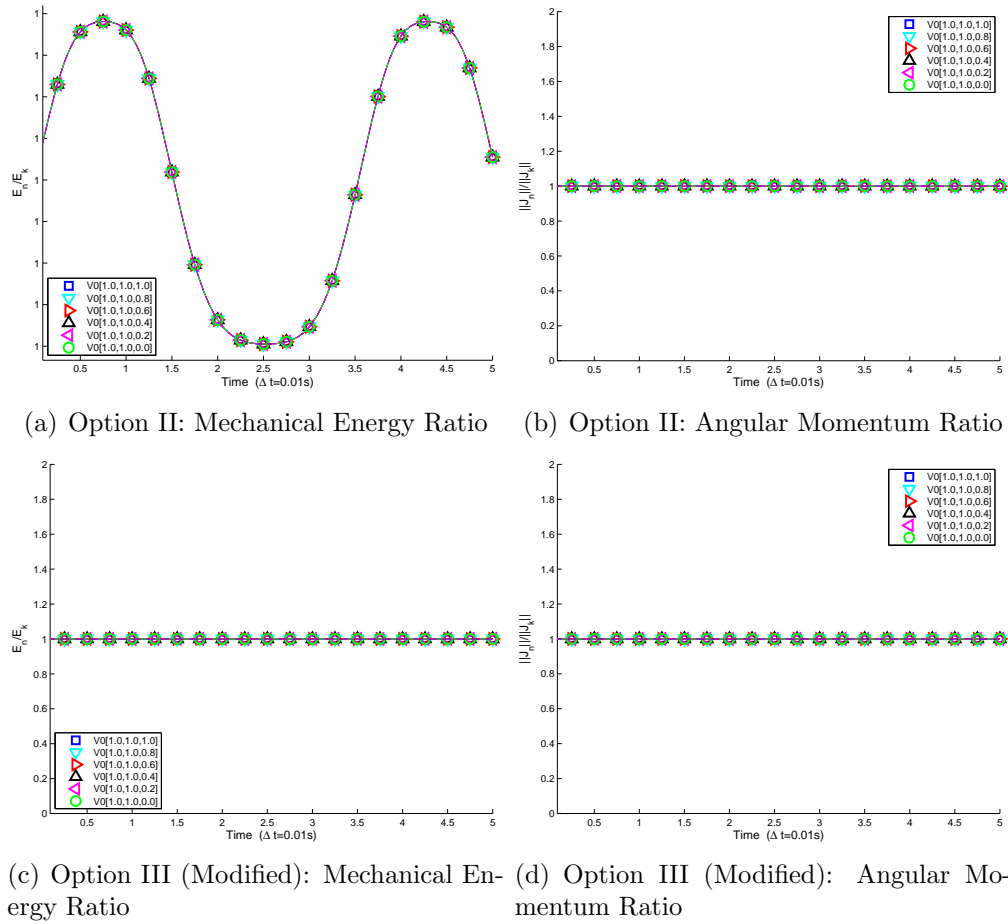 1
1
1
1
1
1
1
1
1
E_n/E_k
V0[1.0,1.0,1.0]
V0[1.0,1.0,0.8]
V0[1.0,1.0,0.6]
V0[1.0,1.0,0.4]
V0[1.0,1.0,0.2]
V0[1.0,1.0,0.0]
0.5 1 1.5 2 2.5 3 3.5 4 4.5 5
Time (Δ t=0.01s)
(a) Option II: Mechanical Energy Ratio
2
1.8
1.6
1.4
1.2
1
0.8
0.6
0.4
0.2
0
||J_n||/||J_k||
V0[1.0,1.0,1.0]
V0[1.0,1.0,0.8]
V0[1.0,1.0,0.6]
V0[1.0,1.0,0.4]
V0[1.0,1.0,0.2]
V0[1.0,1.0,0.0]
0.5 1 1.5 2 2.5 3 3.5 4 4.5 5
Time (Δ t=0.01s)
(b) Option II: Angular Momentum Ratio
2
1.8
1.6
1.4
1.2
1
0.8
0.6
0.4
0.2
0
E_n/E_k
V0[1.0,1.0,1.0]
V0[1.0,1.0,0.8]
V0[1.0,1.0,0.6]
V0[1.0,1.0,0.4]
V0[1.0,1.0,0.2]
V0[1.0,1.0,0.0]
0.5 1 1.5 2 2.5 3 3.5 4 4.5 5
Time (Δ t=0.01s)
(c) Option III (Modified): Mechanical En-
ergy Ratio
2
1.8
1.6
1.4
1.2
1
0.8
0.6
0.4
0.2
0
||J_n||/||J_k||
V0[1.0,1.0,1.0]
V0[1.0,1.0,0.8]
V0[1.0,1.0,0.6]
V0[1.0,1.0,0.4]
V0[1.0,1.0,0.2]
V0[1.0,1.0,0.0]
0.5 1 1.5 2 2.5 3 3.5 4 4.5 5
Time (Δ t=0.01s)
(d) Option III (Modified): Angular Mo-
mentum Ratio